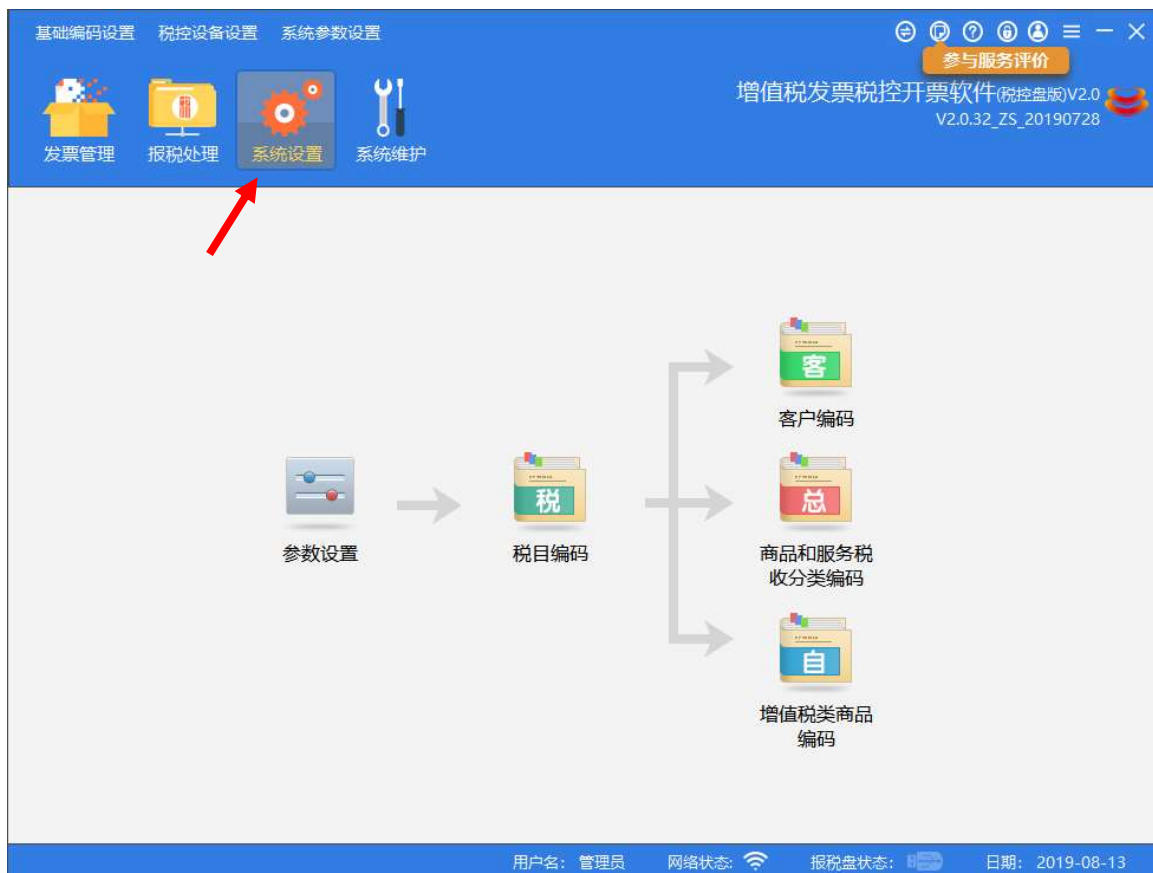 基础编码设置 税控设备设置 系统参数设置
参与服务评价
增值税发票税控开票软件(税控盘版)V2.0
V2.0.32_ZS_20190728
发票管理 报税处理 系统设置 系统维护
客
客户编码
税
总
参数设置 税目编码 商品和服务税
收分类编码
自
增值税类商品
编码
用户名： 管理员 网络状态: 报税盘状态: 日期: 2019-08-13